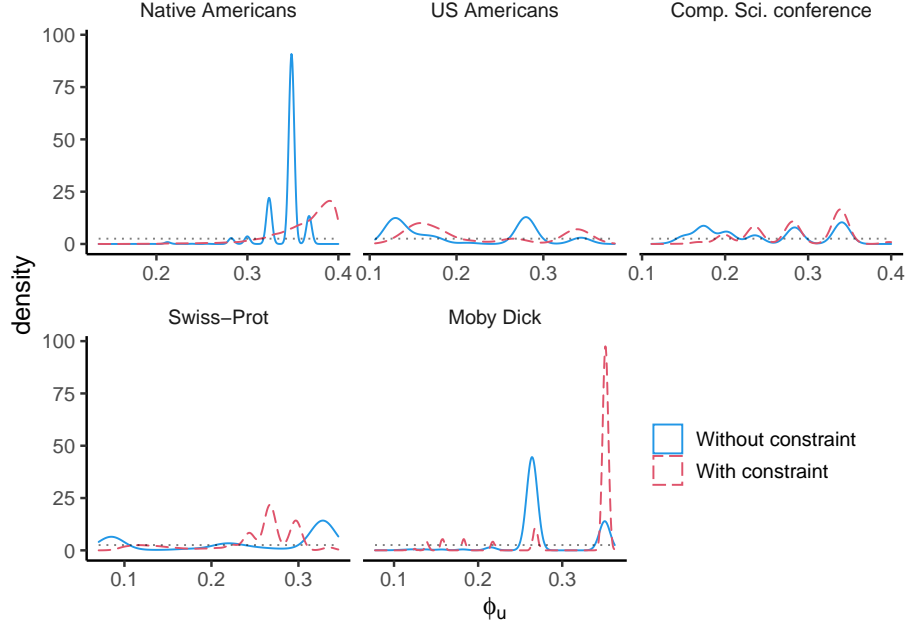 Native Americans
US Americans
Comp. Sci. conference
100
75
50
25
0
0.2 0.3 0.4
0.1 0.2 0.3
0.1 0.2 0.3 0.4
density
Swiss−Prot
Moby Dick
100
75
50
25
0
0.1 0.2 0.3
0.1 0.2 0.3
ϕu
Without constraint
With constraint